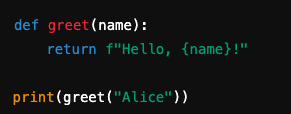 def greet(name):
    return f"Hello, {name}!"

print(greet("Alice"))